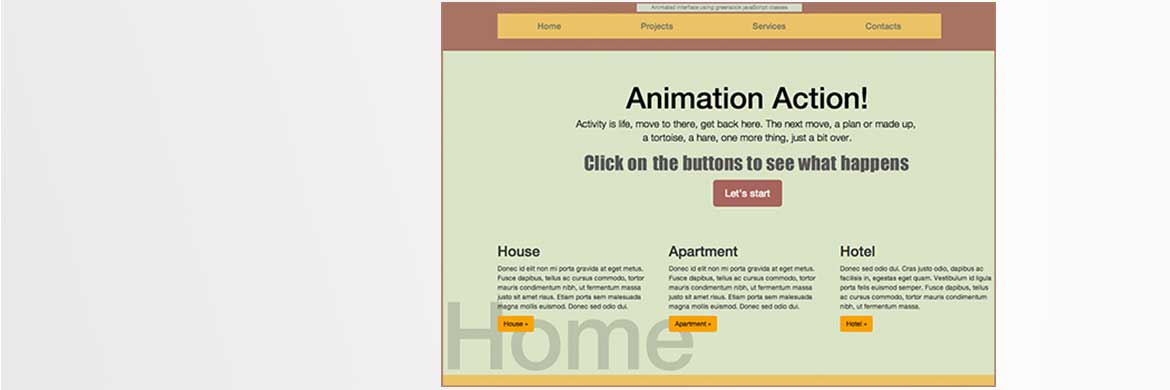 Animated interface using greensock javaScript classes
Home Projects Services Contacts
Animation Action!
Activity is life, move to there, get back here. The next move, a plan or made up,
a tortoise, a hare, one more thing, just a bit over.
Click on the buttons to see what happens
Let's start
House
Donec id elit non mi porta gravida at eget metus.
Fusce dapibus, tellus ac cursus commodo, tortor
mauris condimentum nibh, ut fermentum massa
justo sit amet risus. Etiam porta sem malesuada
magna mollis euismod. Donec sed odio dui.
House »
Apartment
Donec id elit non mi porta gravida at eget metus.
Fusce dapibus, tellus ac cursus commodo, tortor
mauris condimentum nibh, ut fermentum massa
justo sit amet risus. Etiam porta sem malesuada
magna mollis euismod. Donec sed odio dui.
Apartment »
Hotel
Donec sed odio dui. Cras justo odio, dapibus ac
facilisis in, egestas eget quam. Vestibulum id ligula
porta felis euismod semper. Fusce dapibus, tellus
ac cursus commodo, tortor mauris condimentum
nibh, ut fermentum massa.
Hotel »
Home